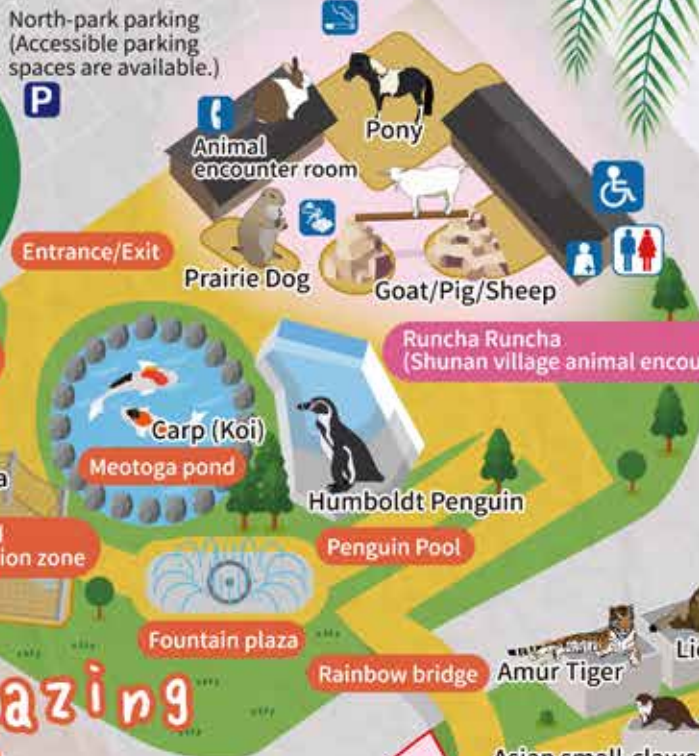 North-park parking
(Accessible parking
spaces are available.)
P
Pony
Animal
encounter room
Entrance/Exit
Prairie Dog
Goat/Pig/Sheep
Runcha Runcha
(Shunan village animal encou
Carp (Koi)
Meotoga pond
Humboldt Penguin
ion zone
Penguin Pool
Fountain plaza
Rainbow bridge
Amur Tiger
azing